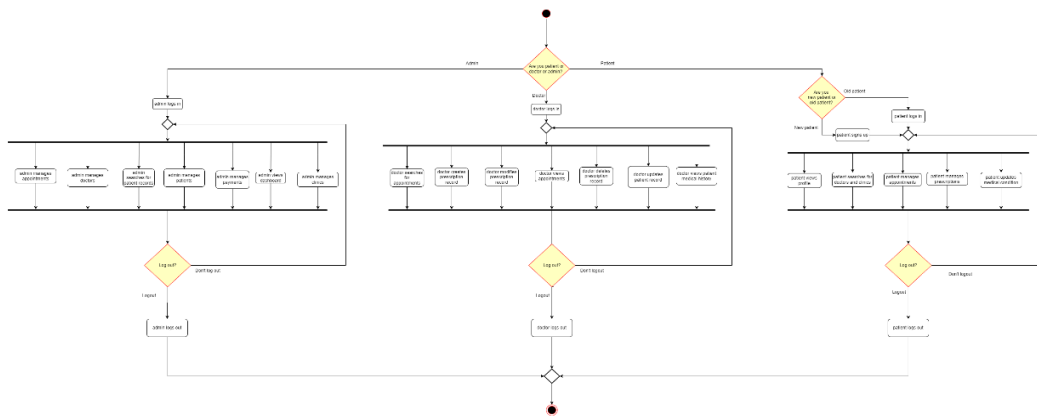 Admin
Are you patient or
doctor or admin?
Patient
Doctor
Are you
new patient or
old patient?
Old patient
New patient
admin logs in
doctor logs in
patient logs in
patient signs up
admin manages
appointments
admin manages
doctors
admin
searches for
patient records
admin manages
patients
admin manages
payments
admin views
dashboard
admin manages
clinics
doctor searches
for
appointments
doctor creates
prescription
record
doctor modifies
prescription
record
doctor views
appointments
doctor deletes
prescription
record
doctor updates
patient record
doctor views patient
medical history
patient views
profile
patient searches for
doctors and clinics
patient manages
appointments
patient manages
prescriptions
patient updates
medical condition
Log out?
Don't log out
Logout
Log out?
Don't logout
Logout
Log out?
Don't logout
Logout
admin logs out
doctor logs out
patient logs out